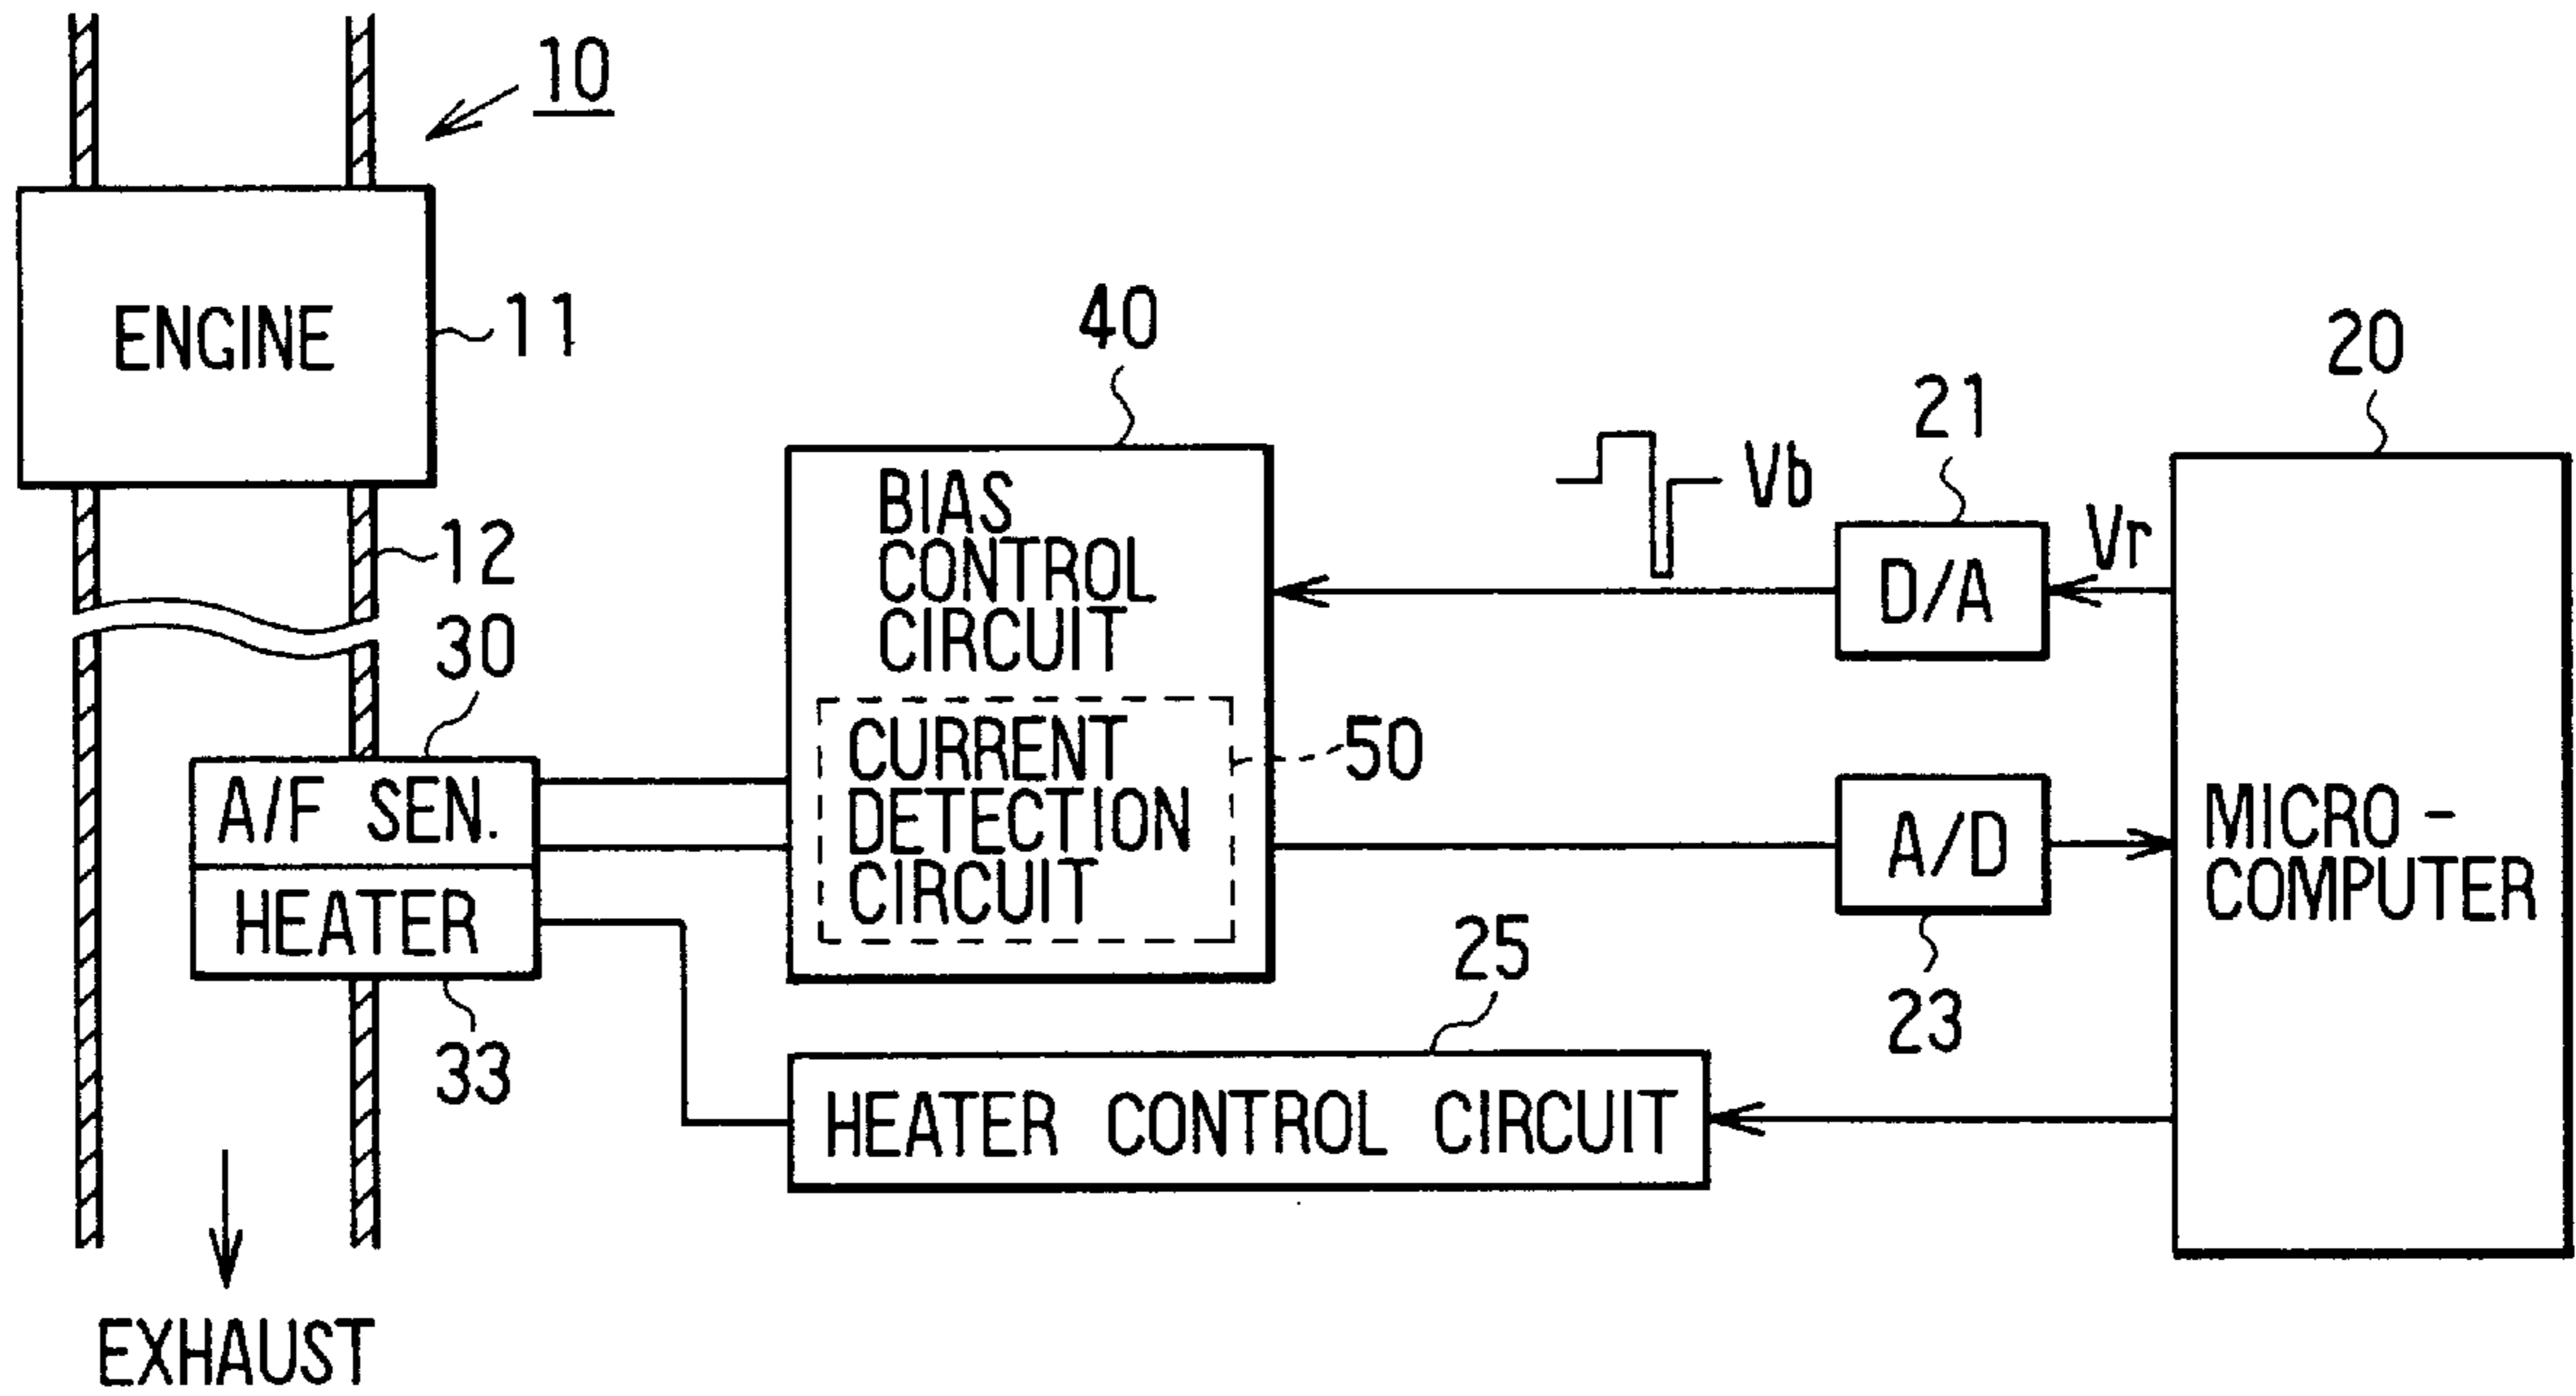 10
ENGINE
11
12
30
A/F SEN.
HEATER
33
EXHAUST
40
BIAS
CONTROL
CIRCUIT
CURRENT
DETECTION
CIRCUIT
50
Vb
21
D/A
Vr
20
MICRO-
COMPUTER
A/D
23
25
HEATER CONTROL CIRCUIT